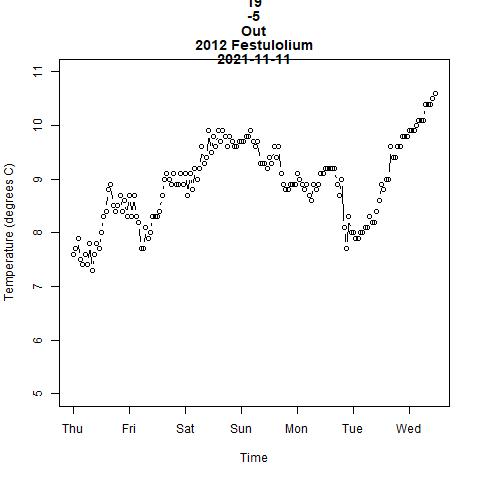 19
-5
Out
2012 Festulolium
2021-11-11
Temperature (degrees C)
11
10
9
8
7
6
5
Thu Fri Sat Sun Mon Tue Wed
Time